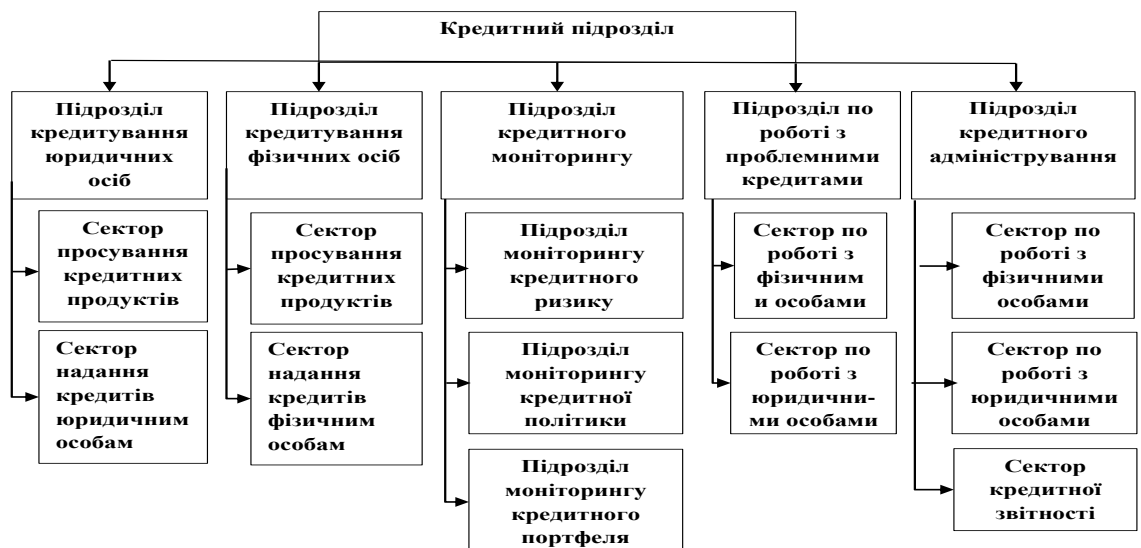 Кредитний підрозділ
Підрозділ
кредитування
юридичних
осіб
Підрозділ
кредитування
фізичних осіб
Підрозділ
кредитного
моніторингу
Підрозділ по
роботі з
проблемними
кредитами
Підрозділ
кредитного
адміністрування
Сектор
просування
кредитних
продуктів
Сектор
просування
кредитних
продуктів
Підрозділ
моніторингу
кредитного
ризику
Сектор по
роботі з
фізичним
и особами
Сектор по
роботі з
фізичними
особами
Сектор
надання
кредитів
юридичним
особам
Сектор
надання
кредитів
фізичним
особам
Підрозділ
моніторингу
кредитної
політики
Сектор по
роботі з
юридични-
ми особами
Сектор по
роботі з
юридичними
особами
Підрозділ
моніторингу
кредитного
портфеля
Сектор
кредитної
звітності